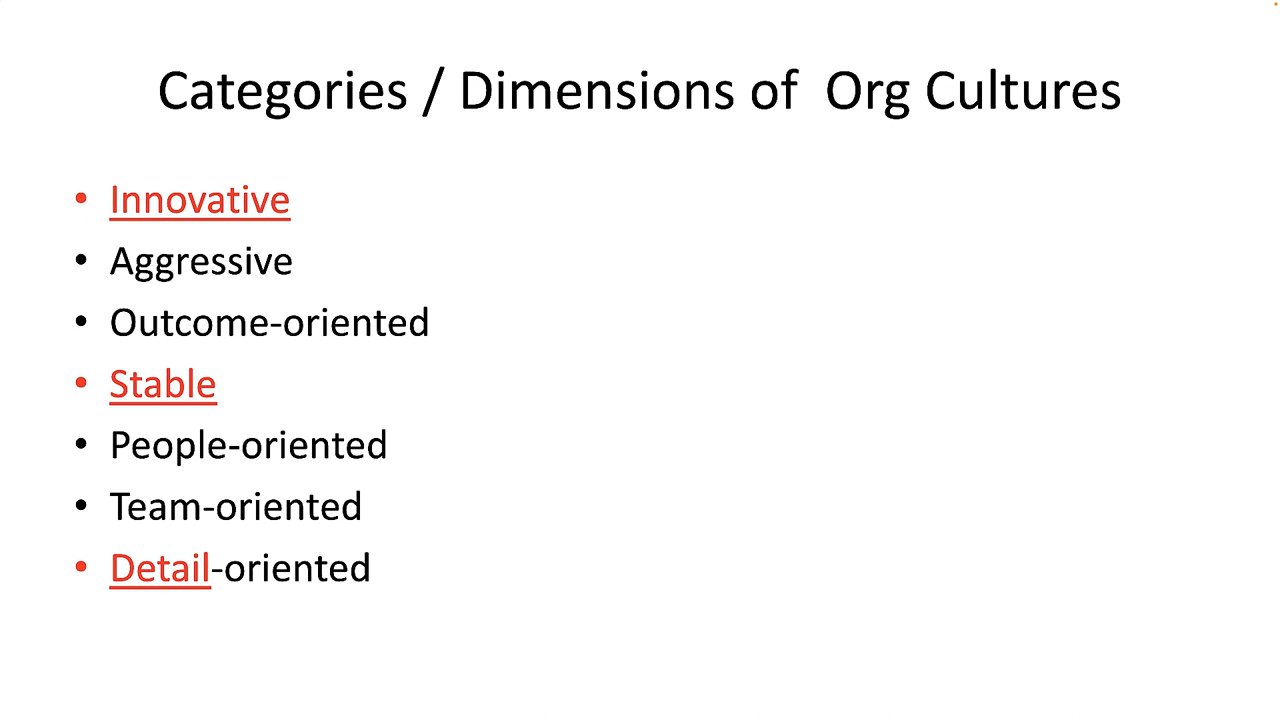 Categories / Dimensions of  Org Cultures
• Innovative
• Aggressive
• Outcome-oriented
• Stable
• People-oriented
• Team-oriented
• Detail-oriented